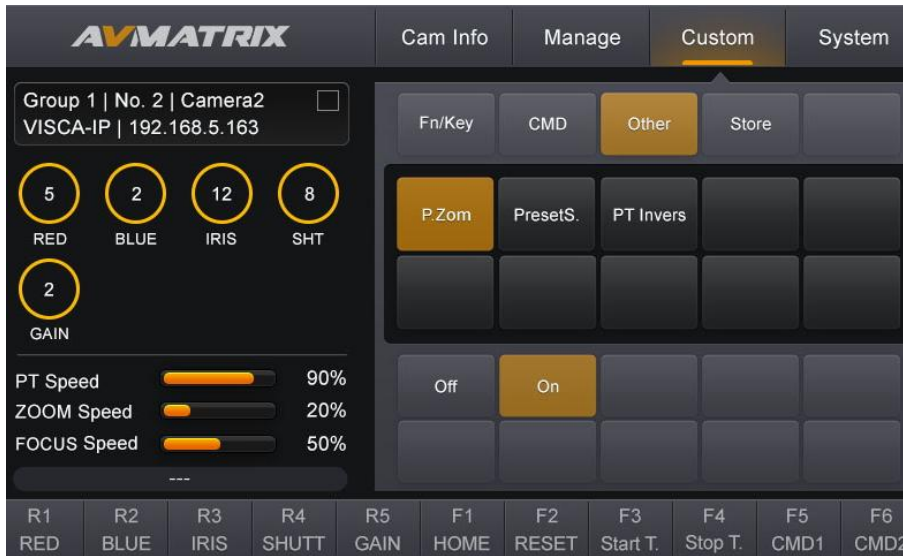 AVMATRIX
Cam Info Manage Custom System
Group 1 | No. 2 | Camera2
VISCA-IP | 192.168.5.163
Fn/Key CMD Other Store
5 2 12 8
RED BLUE IRIS SHT
P.Zom PresetS. PT Invers
2
GAIN
PT Speed 90%
ZOOM Speed 20%
FOCUS Speed 50%
Off On
---
R1 R2 R3 R4 R5 F1 F2 F3 F4 F5 F6
RED BLUE IRIS SHUTT GAIN HOME RESET Start T. Stop T. CMD1 CMD2